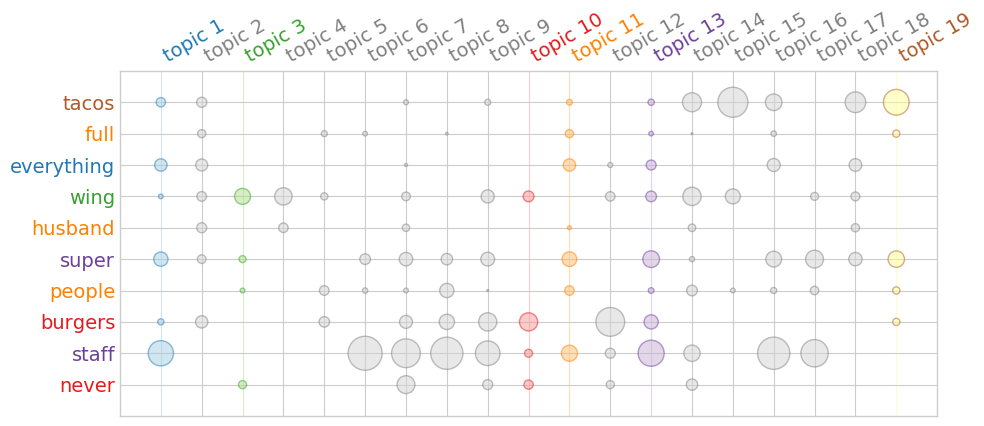 topic 1
topic 2
topic 3
topic 4
topic 5
topic 6
topic 7
topic 8
topic 9
topic 10
topic 11
topic 12
topic 13
topic 14
topic 15
topic 16
topic 17
topic 18
topic 19
tacos
full
everything
wing
husband
super
people
burgers
staff
never